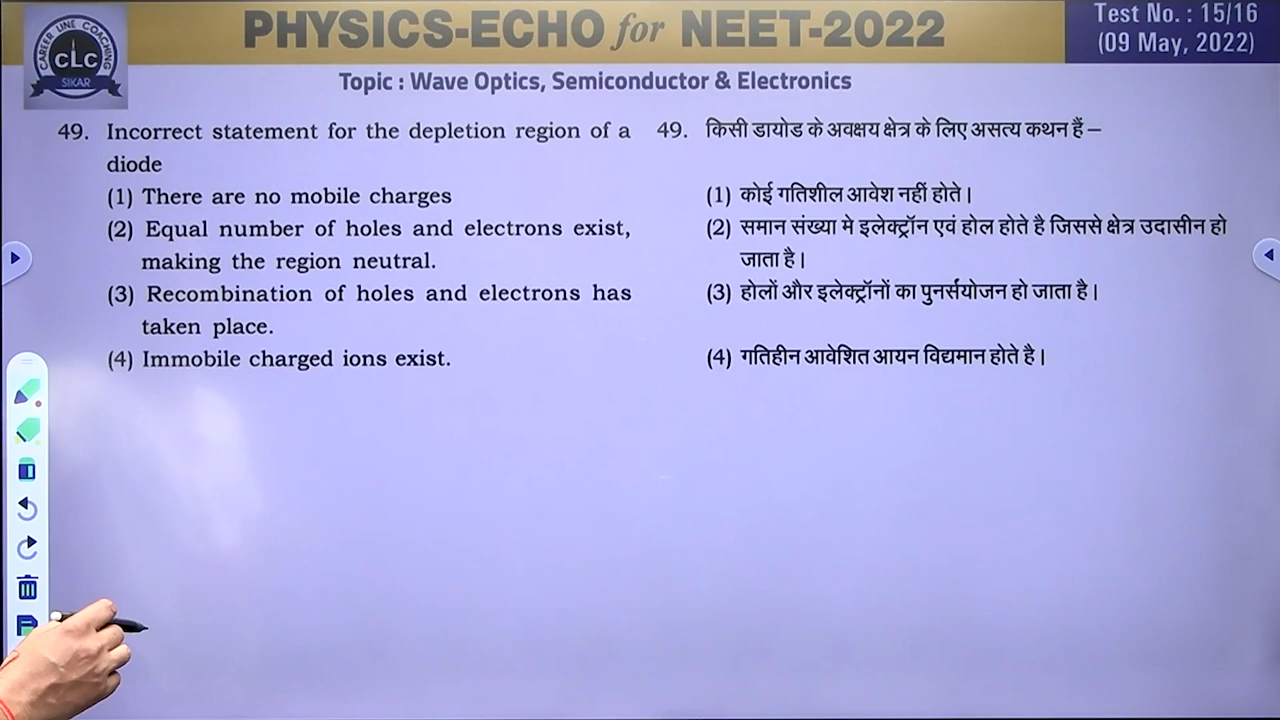 PHYSICS-ECHO for NEET-2022
Test No. : 15/16
(09 May, 2022)
CAREER LINE COACHING
CLC
SIKAR
Topic : Wave Optics, Semiconductor & Electronics
49. Incorrect statement for the depletion region of a
diode
(1) There are no mobile charges
(2) Equal number of holes and electrons exist,
making the region neutral.
(3) Recombination of holes and electrons has
taken place.
(4) Immobile charged ions exist.
49. किसी डायोड के अवक्षय क्षेत्र के लिए असत्य कथन हैं –
(1) कोई गतिशील आवेश नहीं होते।
(2) समान संख्या मे इलेक्ट्रॉन एवं होल होते है जिससे क्षेत्र उदासीन हो
जाता है।
(3) होलों और इलेक्ट्रॉनों का पुनर्संयोजन हो जाता है।
(4) गतिहीन आवेशित आयन विद्यमान होते है।